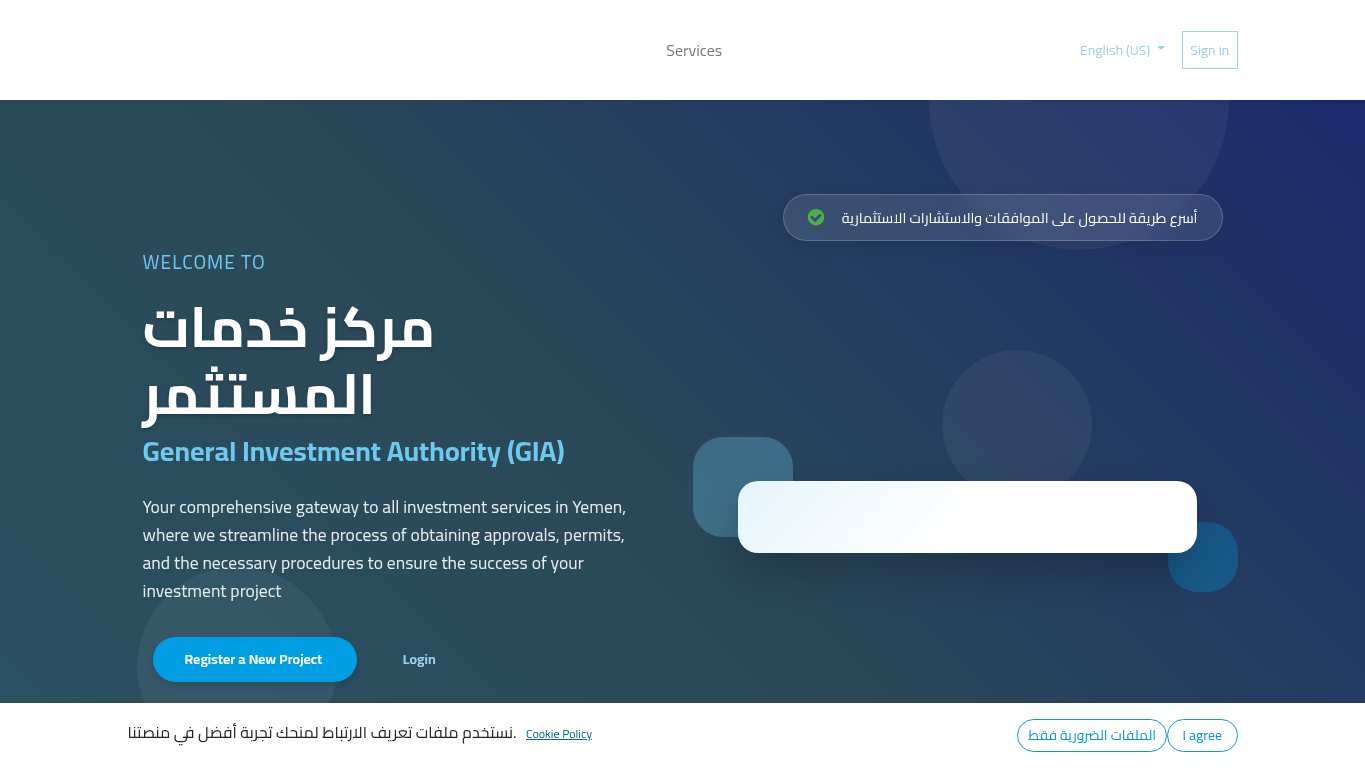 Services
English (US)
Sign in
أسرع طريقة للحصول على الموافقات والاستشارات الاستثمارية
WELCOME TO
مركز خدمات
المستثمر
General Investment Authority (GIA)
Your comprehensive gateway to all investment services in Yemen,
where we streamline the process of obtaining approvals, permits,
and the necessary procedures to ensure the success of your
investment project
Register a New Project
Login
نستخدم ملفات تعريف الارتباط لمنحك تجربة أفضل في منصتنا.
Cookie Policy
الملفات الضرورية فقط
I agree